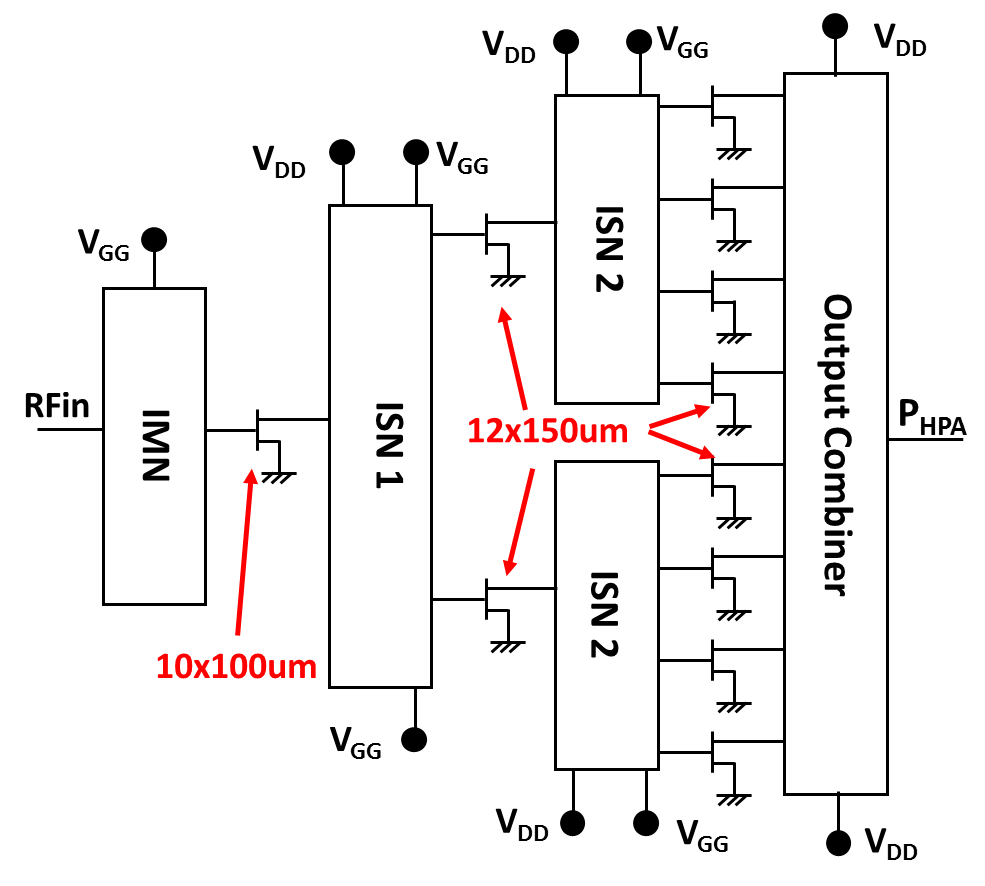 VDD
VGG
VDD
VDD
VGG
VGG
ISN 2
RFin
IMN
ISN 1
12x150um
Output Combiner
PHPA
10x100um
ISN 2
VGG
VDD
VGG
VDD